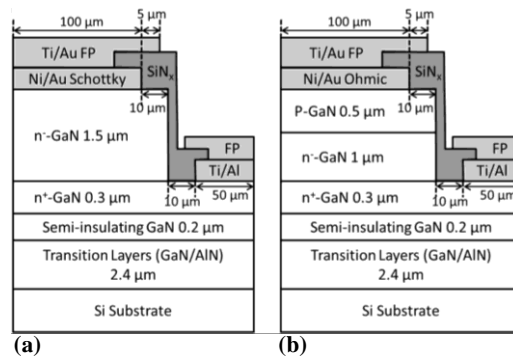 5 μm
100 μm
Ti/Au FP
SiNx
Ni/Au Schottky
10 μm
n⁻-GaN 1.5 μm
FP
Ti/Al
n⁺-GaN 0.3 μm
10 μm
50 μm
Semi-insulating GaN 0.2 μm
Transition Layers (GaN/AlN)
2.4 μm
Si Substrate
(a)
5 μm
100 μm
Ti/Au FP
SiNx
Ni/Au Ohmic
10 μm
P-GaN 0.5 μm
n⁻-GaN
1 μm
FP
Ti/Al
n⁺-GaN 0.3 μm
10 μm
50 μm
Semi-insulating GaN 0.2 μm
Transition Layers (GaN/AlN)
2.4 μm
Si Substrate
(b)